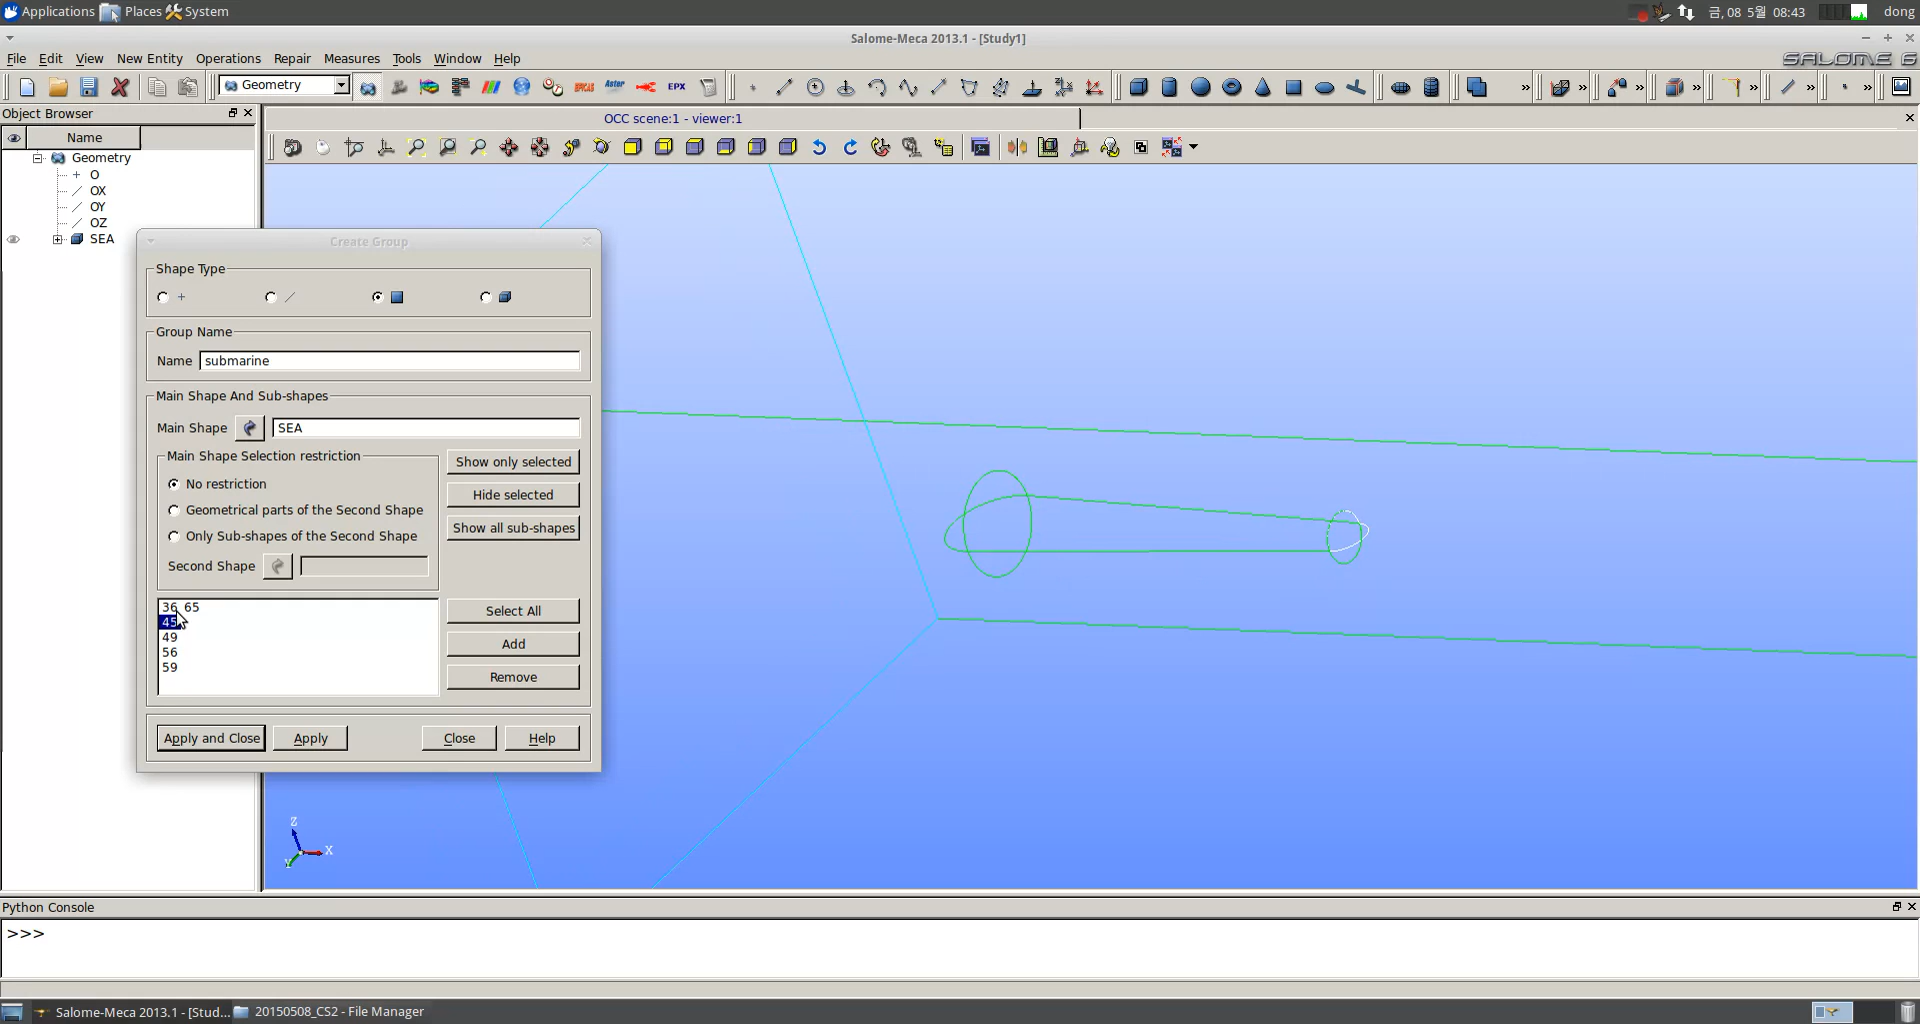 Applications Places System 금, 08 5월 08:43 dong
Salome-Meca 2013.1 - [Study1]
File Edit View New Entity Operations Repair Measures Tools Window Help SALOME 6
Geometry EFICAS Aster EPX » » » » » » »
Object Browser
OCC scene:1 - viewer:1
Name
Geometry
O
OX
OY
OZ
SEA
Create Group
Shape Type
Group Name
Name submarine
Main Shape And Sub-shapes
Main Shape SEA
Main Shape Selection restriction
Show only selected
No restriction
Hide selected
Geometrical parts of the Second Shape
Show all sub-shapes
Only Sub-shapes of the Second Shape
Second Shape
36 65
45
49
56
59
Select All
Add
Remove
Apply and Close Apply Close Help
Z
X
Y
Python Console
>>>
Salome-Meca 2013.1 - [Stud... 20150508_CS2 - File Manager